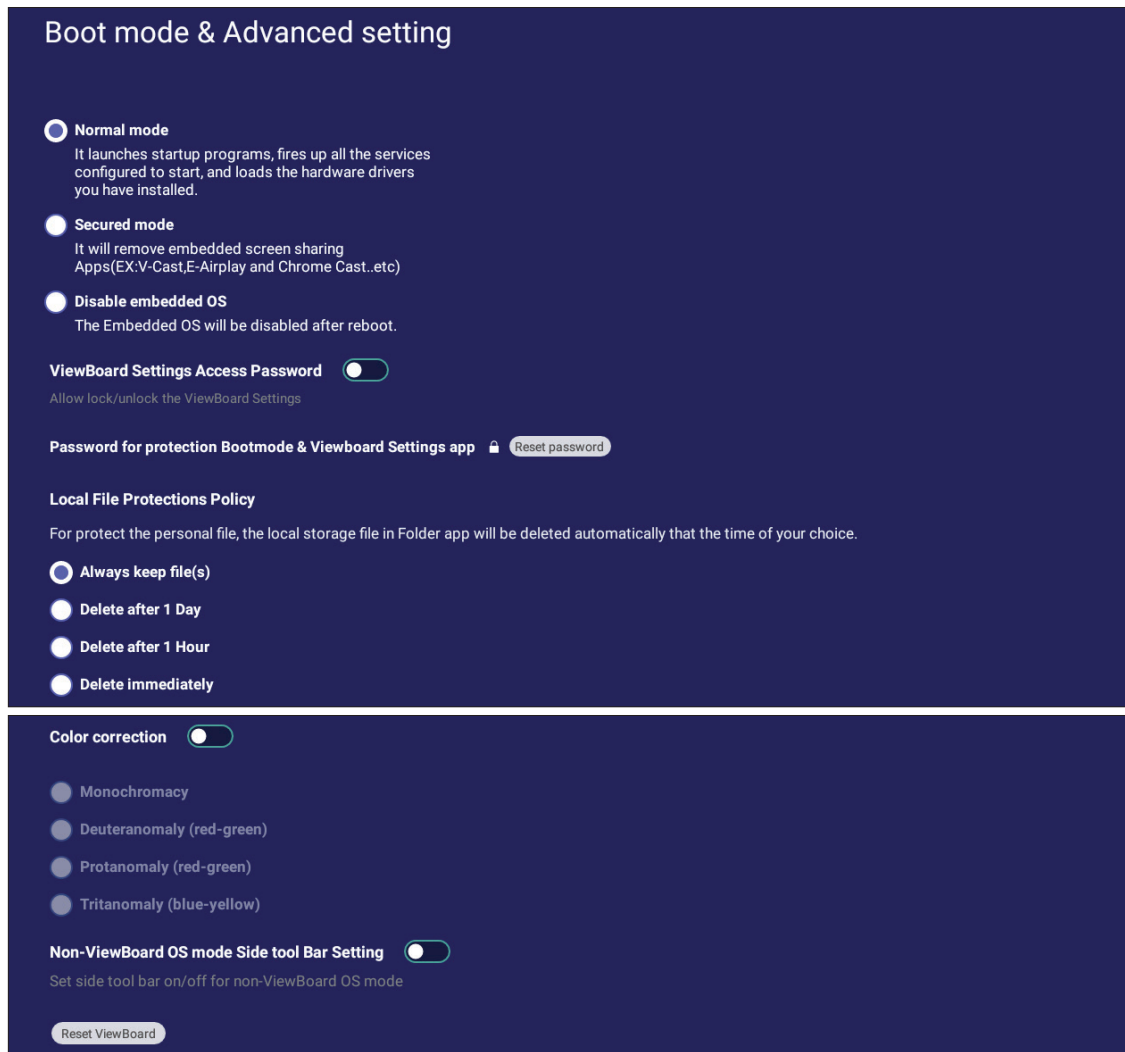 Boot mode & Advanced setting
Normal mode
It launches startup programs, fires up all the services
configured to start, and loads the hardware drivers
you have installed.
Secured mode
It will remove embedded screen sharing
Apps(EX:V-Cast,E-Airplay and Chrome Cast..etc)
Disable embedded OS
The Embedded OS will be disabled after reboot.
ViewBoard Settings Access Password
Allow lock/unlock the ViewBoard Settings
Password for protection Bootmode & Viewboard Settings app Reset password
Local File Protections Policy
For protect the personal file, the local storage file in Folder app will be deleted automatically that the time of your choice.
Always keep file(s)
Delete after 1 Day
Delete after 1 Hour
Delete immediately
Color correction
Monochromacy
Deuteranomaly (red-green)
Protanomaly (red-green)
Tritanomaly (blue-yellow)
Non-ViewBoard OS mode Side tool Bar Setting
Set side tool bar on/off for non-ViewBoard OS mode
Reset ViewBoard